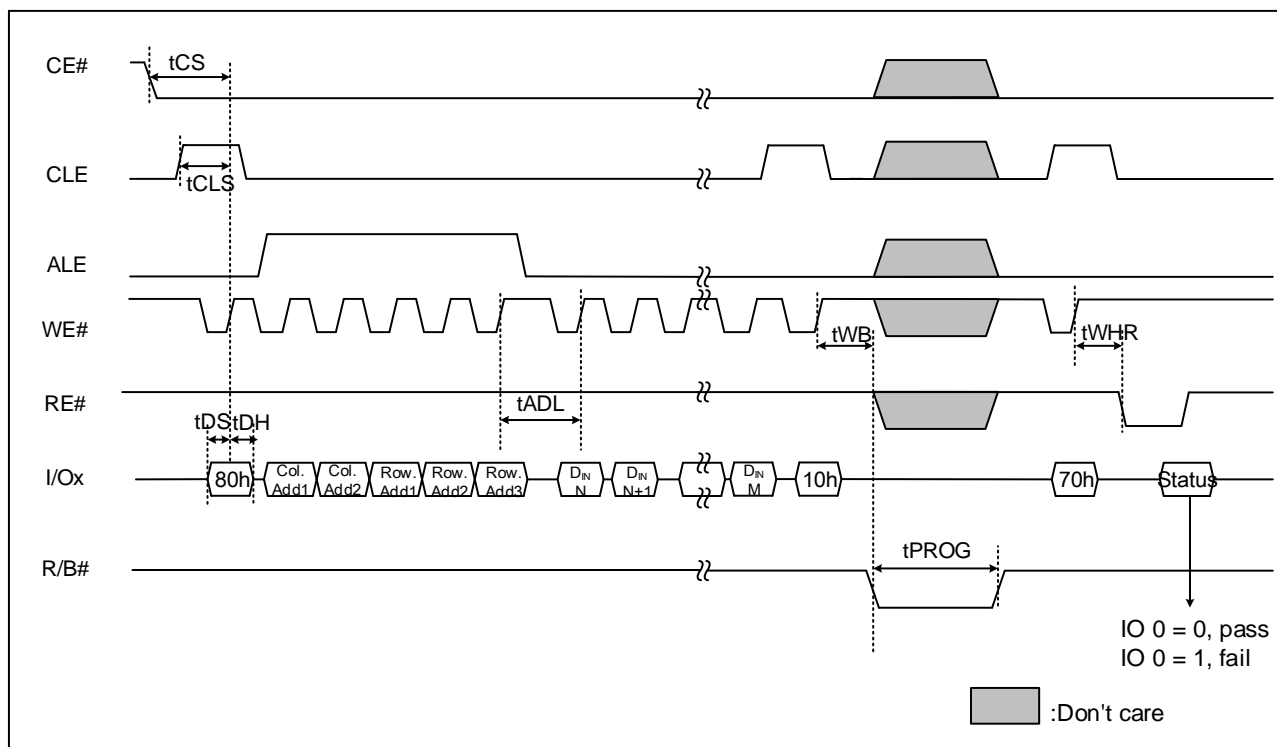 CE#
tCS
CLE
tCLS
ALE
WE#
tWB
tWHR
RE#
tADL
tDS tDH
I/Ox
80h
Col. Add1
Col. Add2
Row. Add1
Row. Add2
Row. Add3
DIN N
DIN N+1
DIN M
10h
70h
Status
R/B#
tPROG
IO 0 = 0, pass
IO 0 = 1, fail
:Don't care